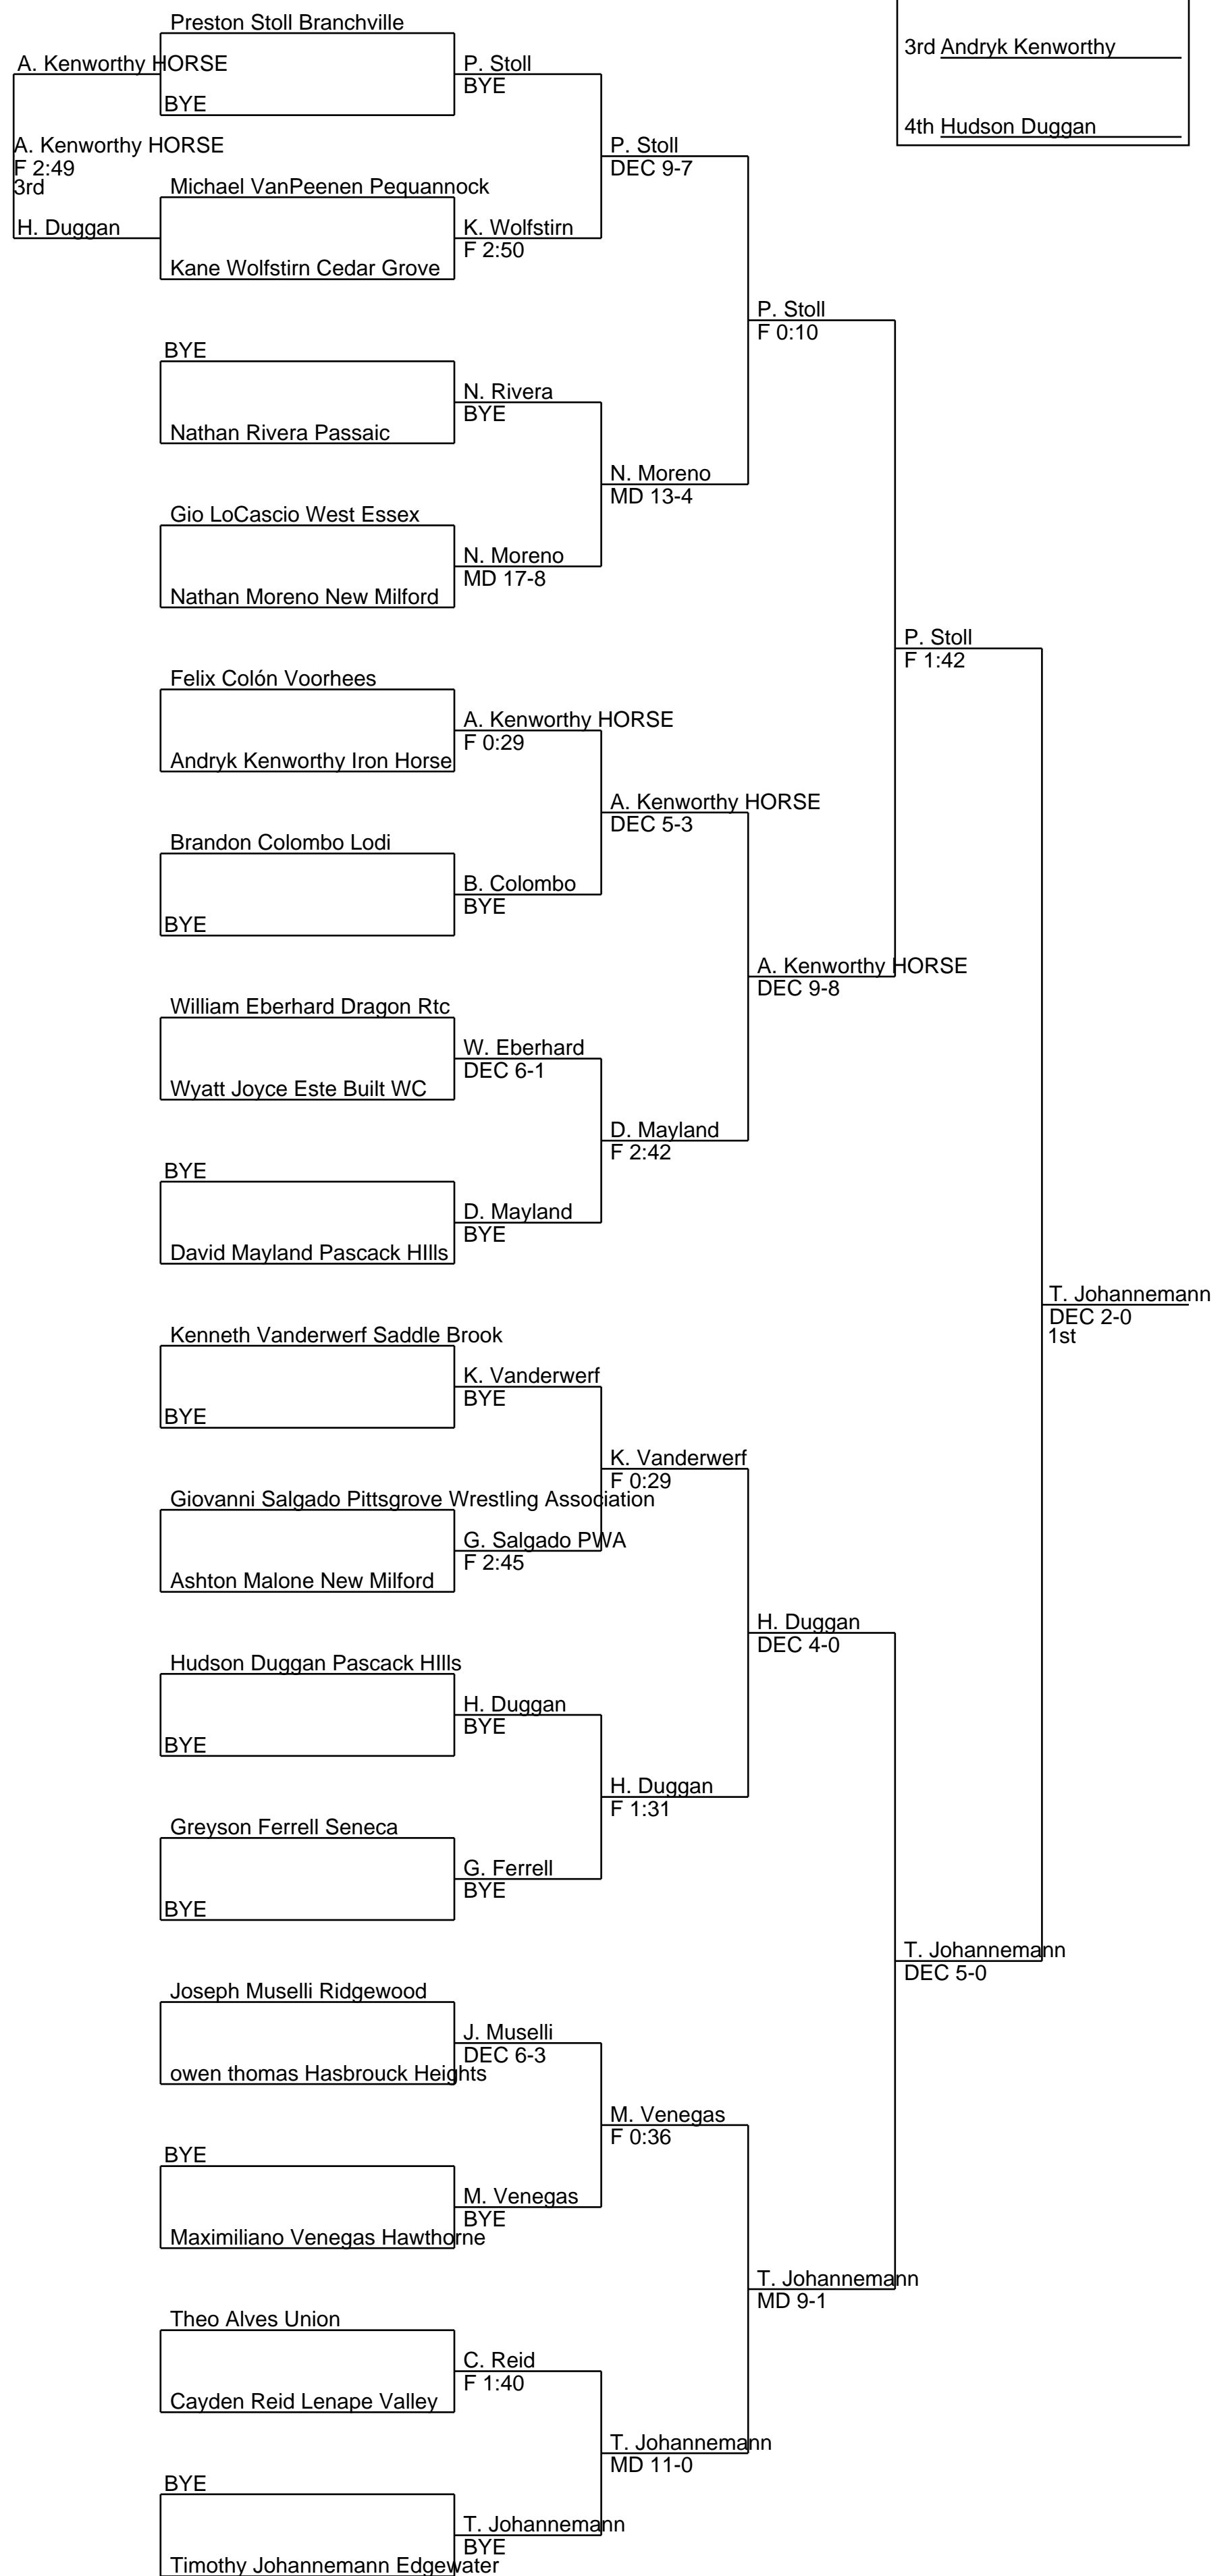 Preston Stoll Branchville
3rd Andryk Kenworthy
A. Kenworthy HORSE
P. Stoll
BYE
BYE
4th Hudson Duggan
A. Kenworthy HORSE
F 2:49
3rd
P. Stoll
DEC 9-7
Michael VanPeenen Pequannock
H. Duggan
K. Wolfstirn
F 2:50
Kane Wolfstirn Cedar Grove
P. Stoll
F 0:10
BYE
N. Rivera
BYE
Nathan Rivera Passaic
N. Moreno
MD 13-4
Gio LoCascio West Essex
N. Moreno
MD 17-8
Nathan Moreno New Milford
P. Stoll
F 1:42
Felix Colón Voorhees
A. Kenworthy HORSE
F 0:29
Andryk Kenworthy Iron Horse
A. Kenworthy HORSE
DEC 5-3
Brandon Colombo Lodi
B. Colombo
BYE
BYE
A. Kenworthy HORSE
DEC 9-8
William Eberhard Dragon Rtc
W. Eberhard
DEC 6-1
Wyatt Joyce Este Built WC
D. Mayland
F 2:42
BYE
D. Mayland
BYE
David Mayland Pascack HIlls
T. Johannemann
DEC 2-0
1st
Kenneth Vanderwerf Saddle Brook
K. Vanderwerf
BYE
BYE
K. Vanderwerf
F 0:29
Giovanni Salgado Pittsgrove Wrestling Association
G. Salgado PWA
F 2:45
Ashton Malone New Milford
H. Duggan
DEC 4-0
Hudson Duggan Pascack HIlls
H. Duggan
BYE
BYE
H. Duggan
F 1:31
Greyson Ferrell Seneca
G. Ferrell
BYE
BYE
T. Johannemann
DEC 5-0
Joseph Muselli Ridgewood
J. Muselli
DEC 6-3
owen thomas Hasbrouck Heights
M. Venegas
F 0:36
BYE
M. Venegas
BYE
Maximiliano Venegas Hawthorne
T. Johannemann
MD 9-1
Theo Alves Union
C. Reid
F 1:40
Cayden Reid Lenape Valley
T. Johannemann
MD 11-0
BYE
T. Johannemann
BYE
Timothy Johannemann Edgewater